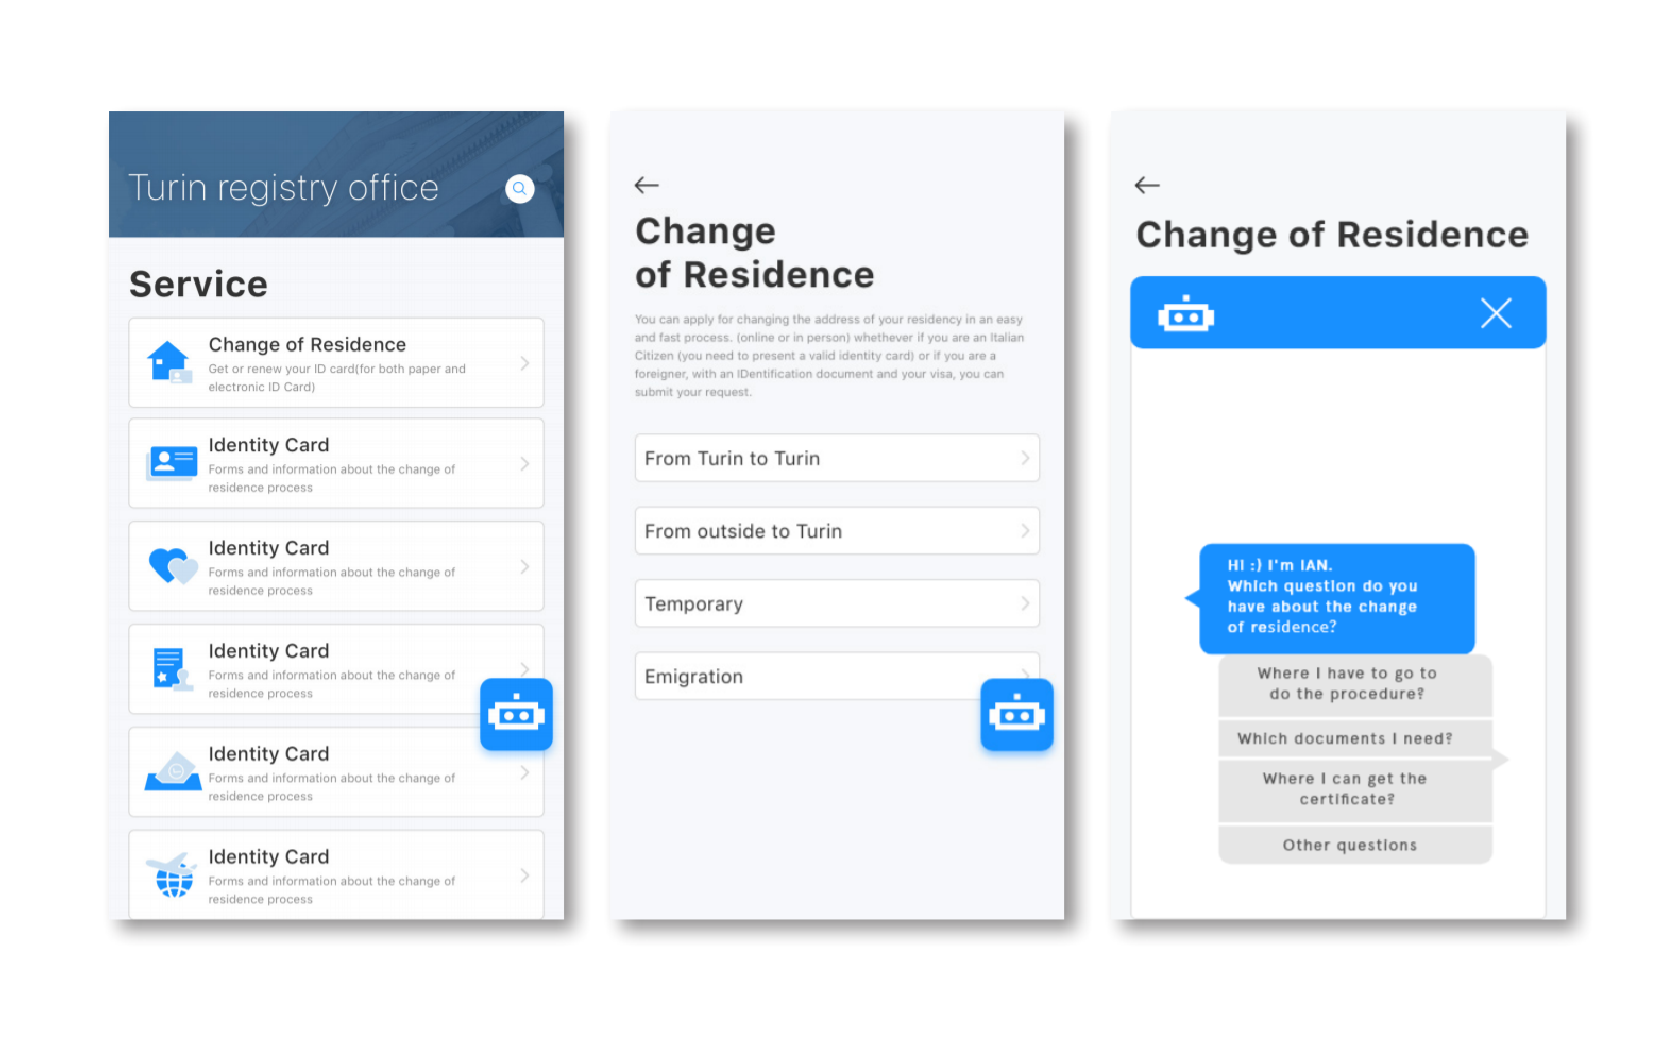 Turin registry office
Service
Change of Residence
Get or renew your ID card(for both paper and
electronic ID Card)
Identity Card
Forms and information about the change of
residence process
Identity Card
Forms and information about the change of
residence process
Identity Card
Forms and information about the change of
residence process
Identity Card
Forms and information about the change of
residence process
Identity Card
Forms and information about the change of
residence process
Change
of Residence
You can apply for changing the address of your residency in an easy
and fast process. (online or in person) whethever if you are an Italian
Citizen (you need to present a valid identity card) or if you are a
foreigner, with an IDentification document and your visa, you can
submit your request.
From Turin to Turin
From outside to Turin
Temporary
Emigration
Change of Residence
HI :) I'm IAN.
Which question do you
have about the change
of residence?
Where I have to go to
do the procedure?
Which documents I need?
Where I can get the
certificate?
Other questions